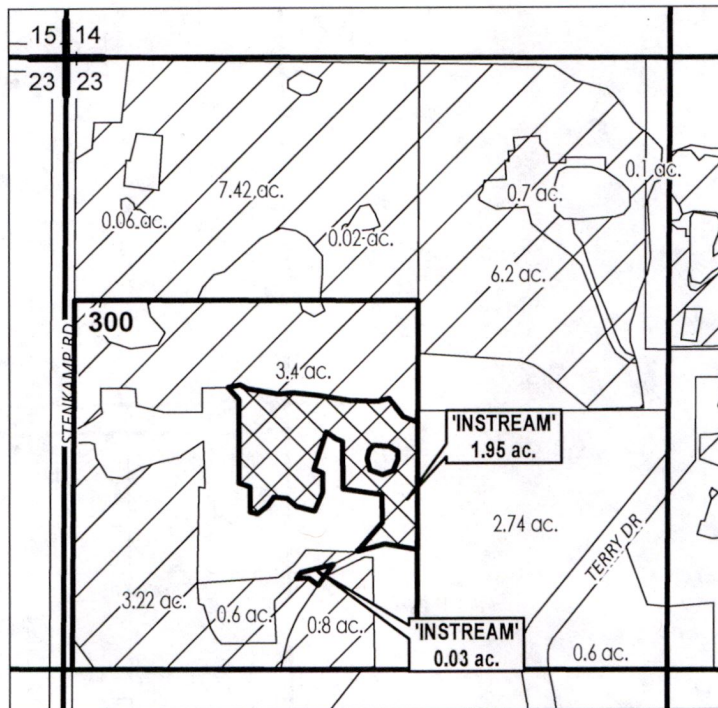 15 14
23 23
0.1 ac.
7.42 ac.
0.7 ac.
0.06 ac.
0.02 ac.
6.2 ac.
300
STENKAMP RD
3.4 ac.
'INSTREAM'
1.95 ac.
2.74 ac.
TERRY DR
3.22 ac.
0.6 ac.
0.8 ac.
'INSTREAM'
0.03 ac.
0.6 ac.